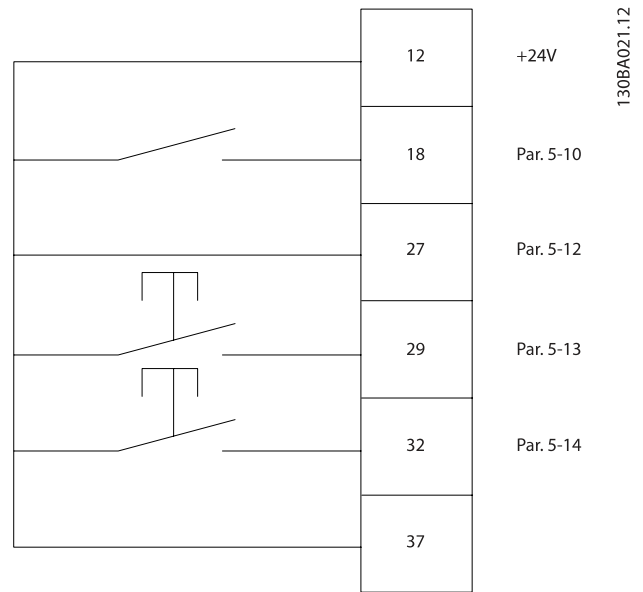 12 +24V
18 Par. 5-10
27 Par. 5-12
29 Par. 5-13
32 Par. 5-14
37
130BA021.12